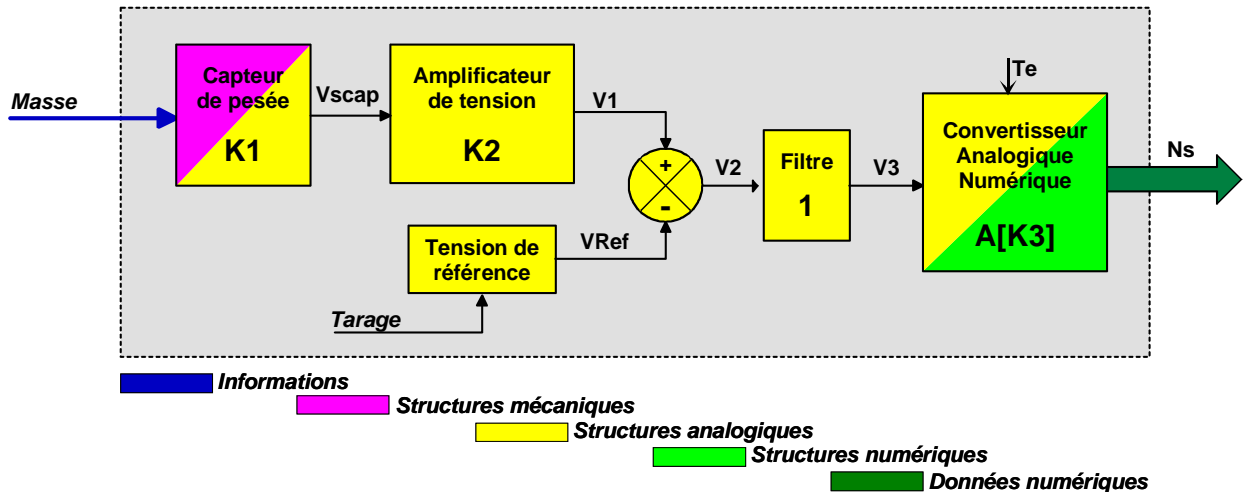 Masse
Capteur
de pesée
K1
Vscap
Amplificateur
de tension
K2
V1
+
-
Tension de
référence
VRef
Tarage
V2
Filtre
1
V3
Te
Convertisseur
Analogique
Numérique
A[K3]
Ns
Informations
Structures mécaniques
Structures analogiques
Structures numériques
Données numériques